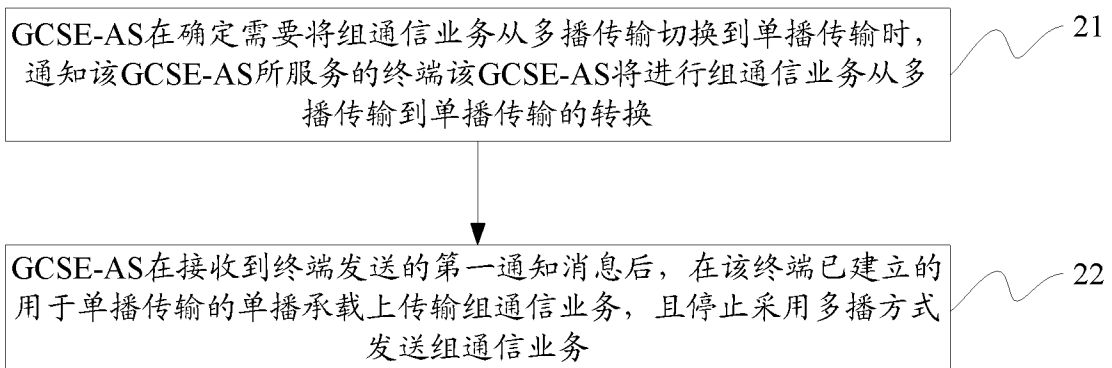 GCSE-AS在确定需要将组通信业务从多播传输切换到单播传输时，
通知该GCSE-AS所服务的终端该GCSE-AS将进行组通信业务从多
播传输到单播传输的转换
21
GCSE-AS在接收到终端发送的第一通知消息后，在该终端已建立的
用于单播传输的单播承载上传输组通信业务，且停止采用多播方式
发送组通信业务
22